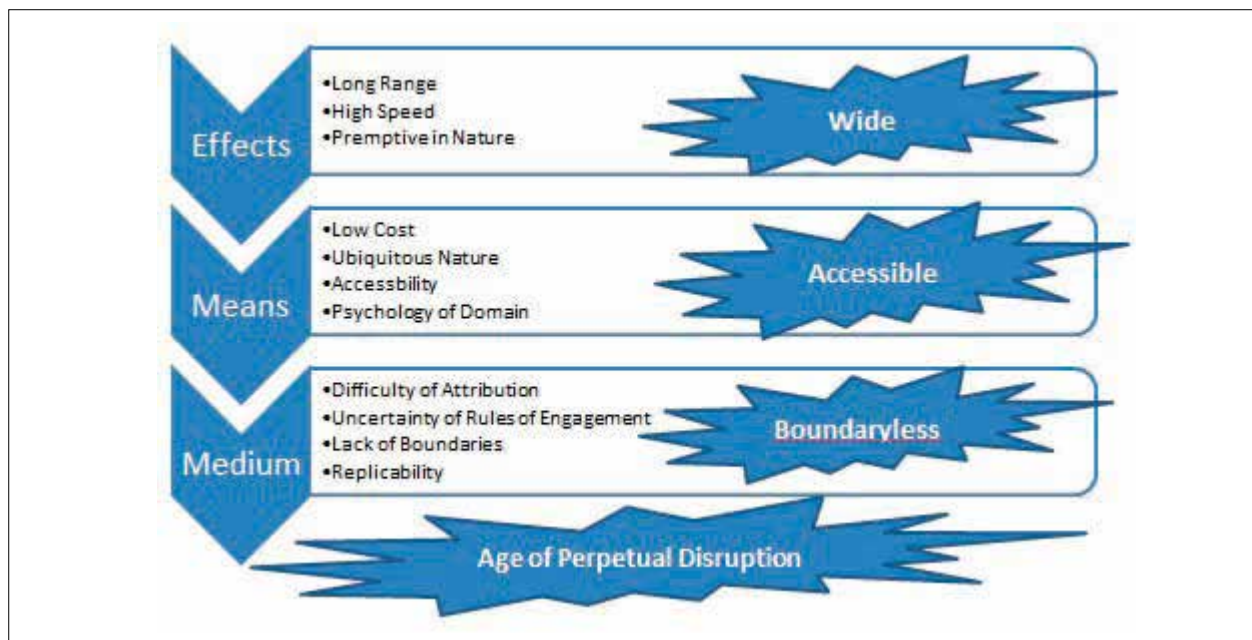 Effects
•Long Range
•High Speed
•Premptive in Nature
Wide
Means
•Low Cost
•Ubiquitous Nature
•Accessbility
•Psychology of Domain
Accessible
Medium
•Difficulty of Attribution
•Uncertainty of Rules of Engagement
•Lack of Boundaries
•Replicability
Boundaryless
Age of Perpetual Disruption